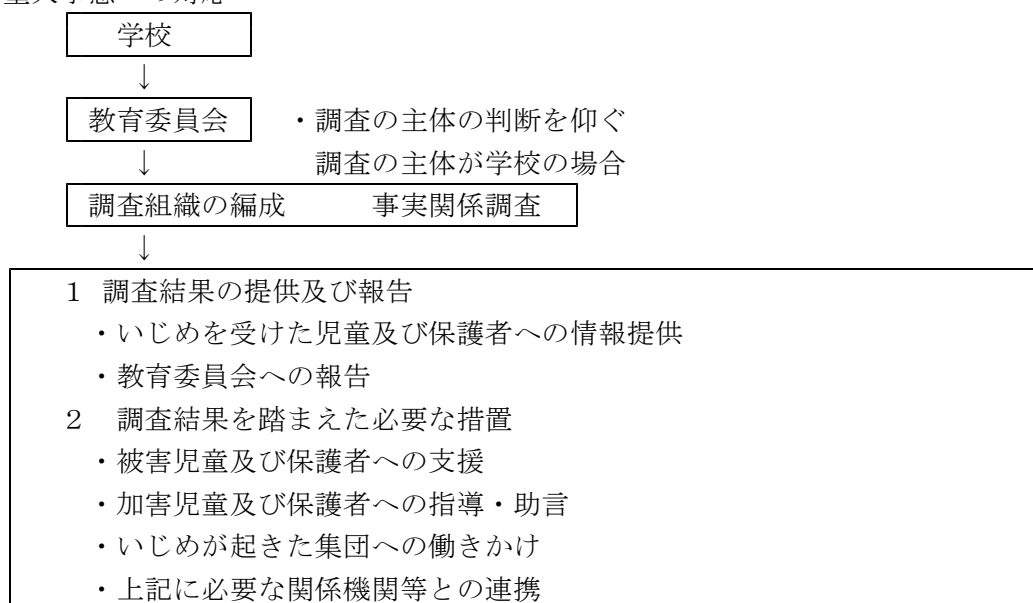 学校
↓
教育委員会 ・調査の主体の判断を仰ぐ
↓ 調査の主体が学校の場合
調査組織の編成 事実関係調査
↓
1 調査結果の提供及び報告
・いじめを受けた児童及び保護者への情報提供
・教育委員会への報告
2 調査結果を踏まえた必要な措置
・被害児童及び保護者への支援
・加害児童及び保護者への指導・助言
・いじめが起きた集団への働きかけ
・上記に必要な関係機関等との連携